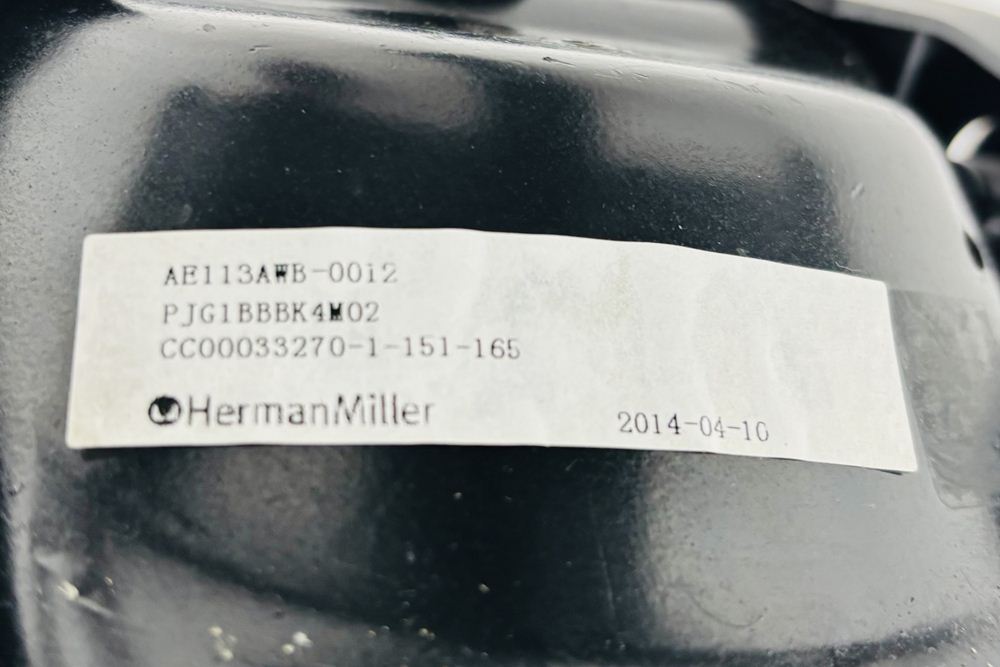 AE113AWB-0012
PJG1BBBK4M02
CC00033270-1-151-165
HermanMiller
2014-04-10